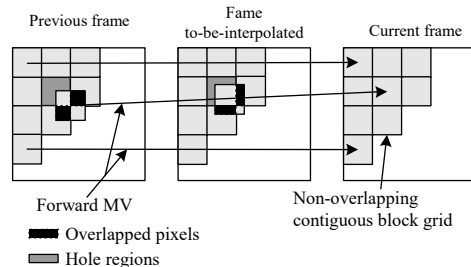 Previous frame
Fame
to-be-interpolated
Current frame
Forward MV
Non-overlapping
contiguous block grid
Overlapped pixels
Hole regions